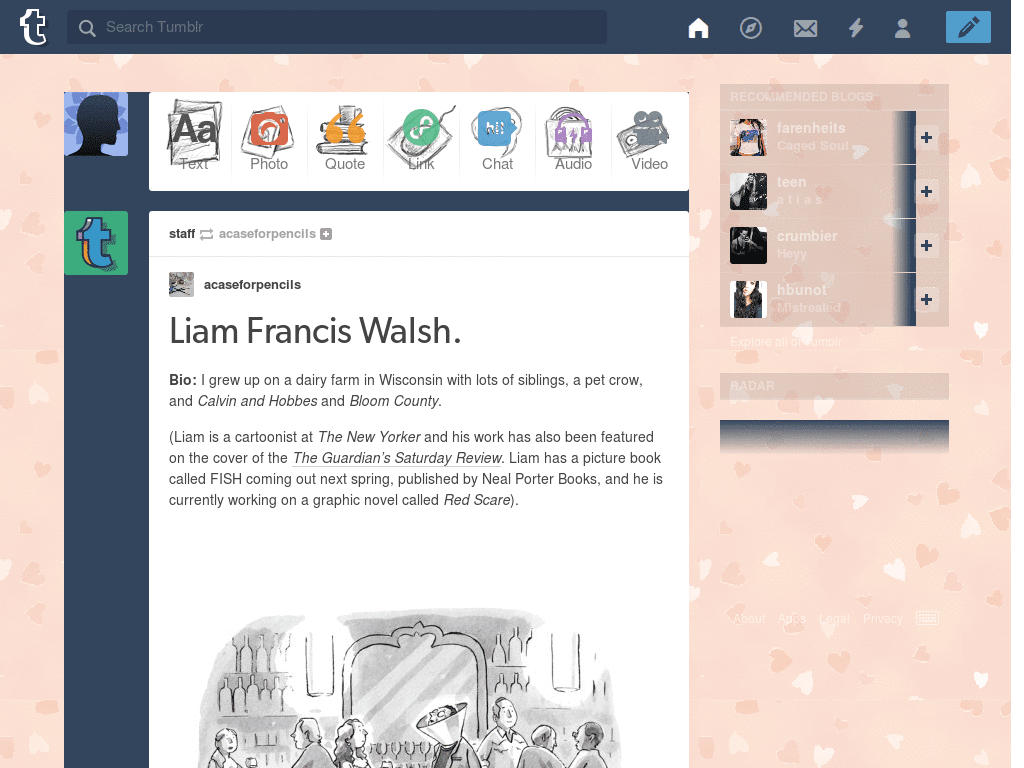 Search Tumblr
Aa
hi!
Text Photo Quote Link Chat Audio Video
staff acaseforpencils
acaseforpencils
Liam Francis Walsh.
Bio: I grew up on a dairy farm in Wisconsin with lots of siblings, a pet crow,
and Calvin and Hobbes and Bloom County.
(Liam is a cartoonist at The New Yorker and his work has also been featured
on the cover of the The Guardian’s Saturday Review. Liam has a picture book
called FISH coming out next spring, published by Neal Porter Books, and he is
currently working on a graphic novel called Red Scare).
RECOMMENDED BLOGS
farenheits
Caged Soul
teen
a t l a s
crumbier
Heyy
hbunot
Mistreated
Explore all of Tumblr
RADAR
About Apps Legal Privacy